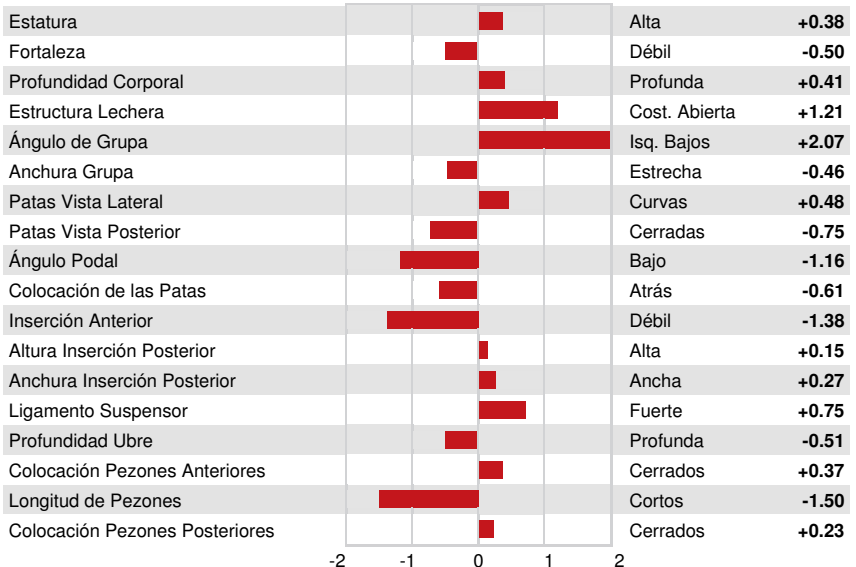 Estatura Alta +0.38
Fortaleza Débil -0.50
Profundidad Corporal Profunda +0.41
Estructura Lechera Cost. Abierta +1.21
Ángulo de Grupa Isq. Bajos +2.07
Anchura Grupa Estrecha -0.46
Patas Vista Lateral Curvas +0.48
Patas Vista Posterior Cerradas -0.75
Ángulo Podal Bajo -1.16
Colocación de las Patas Atrás -0.61
Inserción Anterior Débil -1.38
Altura Inserción Posterior Alta +0.15
Anchura Inserción Posterior Ancha +0.27
Ligamento Suspensor Fuerte +0.75
Profundidad Ubre Profunda -0.51
Colocación Pezones Anteriores Cerrados +0.37
Longitud de Pezones Cortos -1.50
Colocación Pezones Posteriores Cerrados +0.23
-2 -1 0 1 2